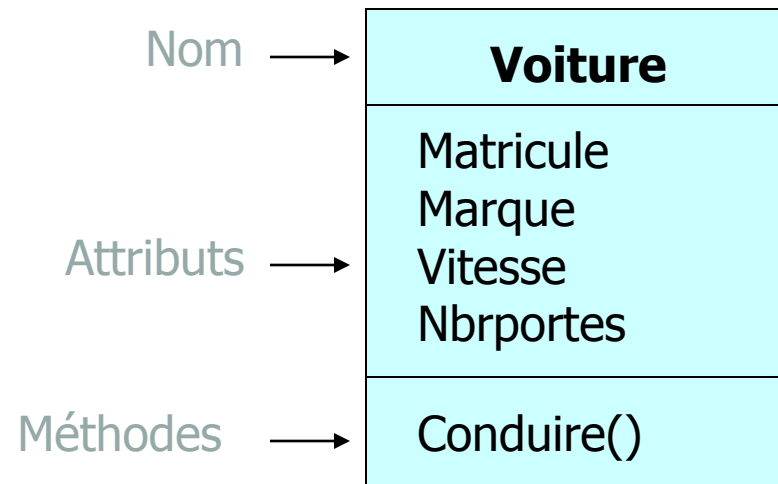 Nom
Voiture
Attributs
Matricule
Marque
Vitesse
Nbrportes
Méthodes
Conduire()